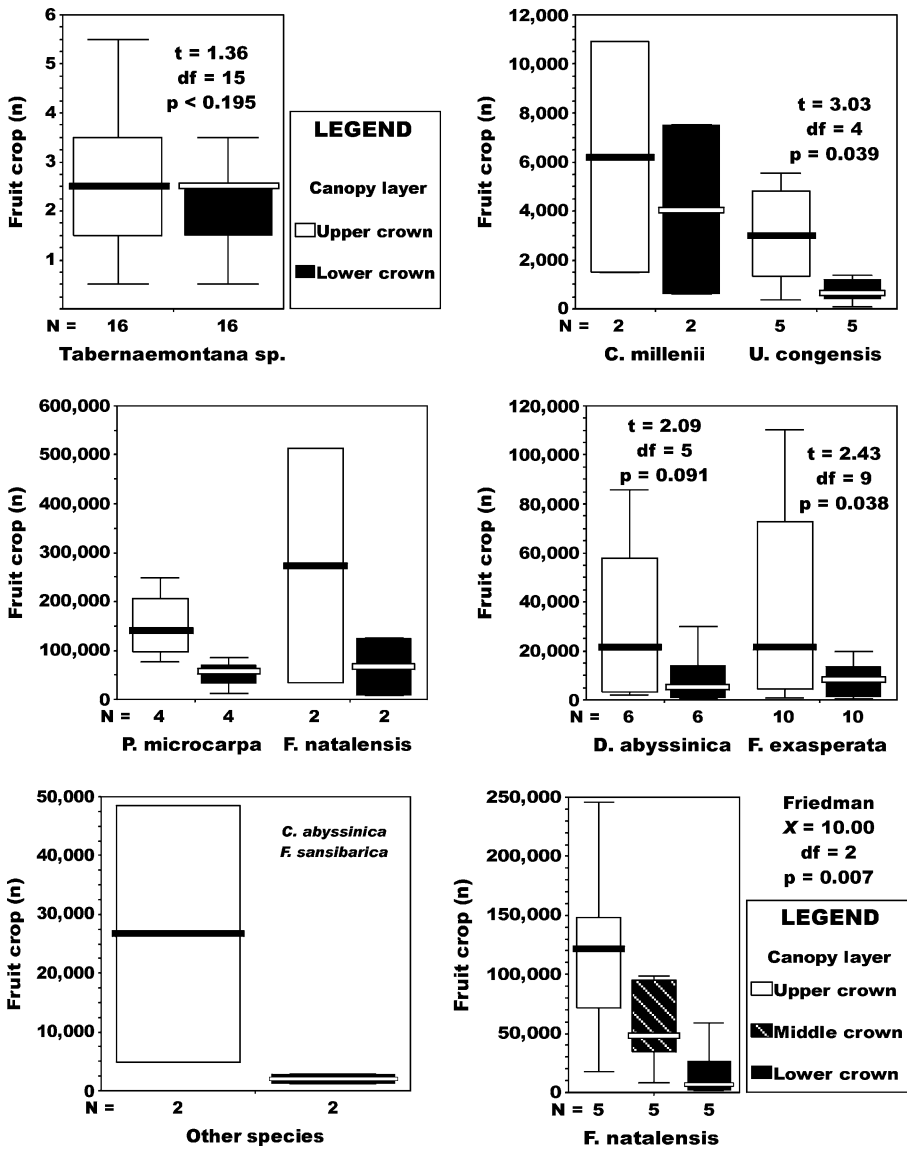 6
5
4
3
2
1
Fruit crop (n)
t = 1.36
df = 15
p < 0.195
N = 16 16
Tabernaemontana sp.
LEGEND
Canopy layer
Upper crown
Lower crown
12,000
10,000
8,000
6,000
4,000
2,000
0
Fruit crop (n)
t = 3.03
df = 4
p = 0.039
N = 2 2 5 5
C. millenii U. congensis
600,000
500,000
400,000
300,000
200,000
100,000
0
Fruit crop (n)
N = 4 4 2 2
P. microcarpa F. natalensis
120,000
100,000
80,000
60,000
40,000
20,000
0
Fruit crop (n)
t = 2.09
df = 5
p = 0.091
t = 2.43
df = 9
p = 0.038
N = 6 6 10 10
D. abyssinica F. exasperata
50,000
40,000
30,000
20,000
10,000
0
Fruit crop (n)
C. abyssinica
F. sansibarica
N = 2 2
Other species
250,000
200,000
150,000
100,000
50,000
0
Fruit crop (n)
N = 5 5 5
F. natalensis
Friedman
X = 10.00
df = 2
p = 0.007
LEGEND
Canopy layer
Upper crown
Middle crown
Lower crown